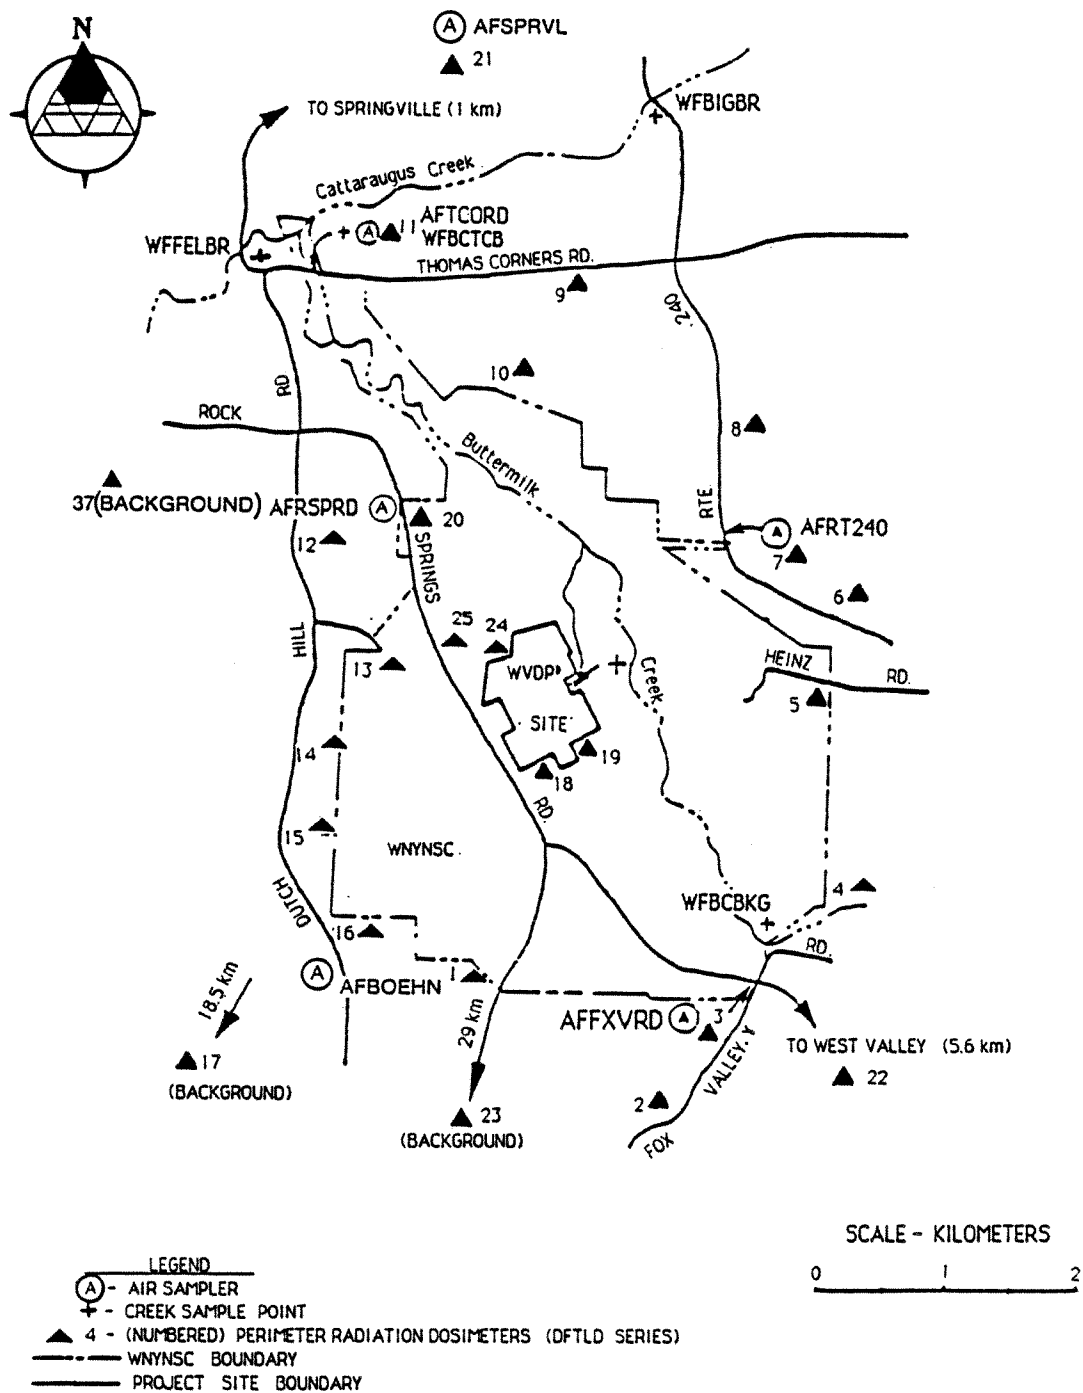 N
A AFSPRVL
21
TO SPRINGVILLE (1 km)
WFBIGBR
Cattaraugus Creek
A 11 AFTCORD
WFBCTCB
WFFELBR
THOMAS CORNERS RD.
9
240
10
RD
ROCK
8
Buttermilk
37(BACKGROUND)
AFRSPRD A
20
RTE.
A AFRT240
12
SPRINGS
7
6
25
24
HILL
13
WVDP
SITE
Creek
HEINZ RD.
5
14
19
18
RD.
15
WNYNSC.
DUTCH
4
WFBCBKG
16
RD.
A AFBOEHN
1
18.5 km
29 km
AFFXVRD A
3
TO WEST VALLEY (5.6 km)
17
(BACKGROUND)
VALLEY. Y
22
2
23
(BACKGROUND)
FOX
SCALE - KILOMETERS
0 1 2
LEGEND
A - AIR SAMPLER
+ - CREEK SAMPLE POINT
4 - (NUMBERED) PERIMETER RADIATION DOSIMETERS (DFTLD SERIES)
WNYNSC BOUNDARY
PROJECT SITE BOUNDARY